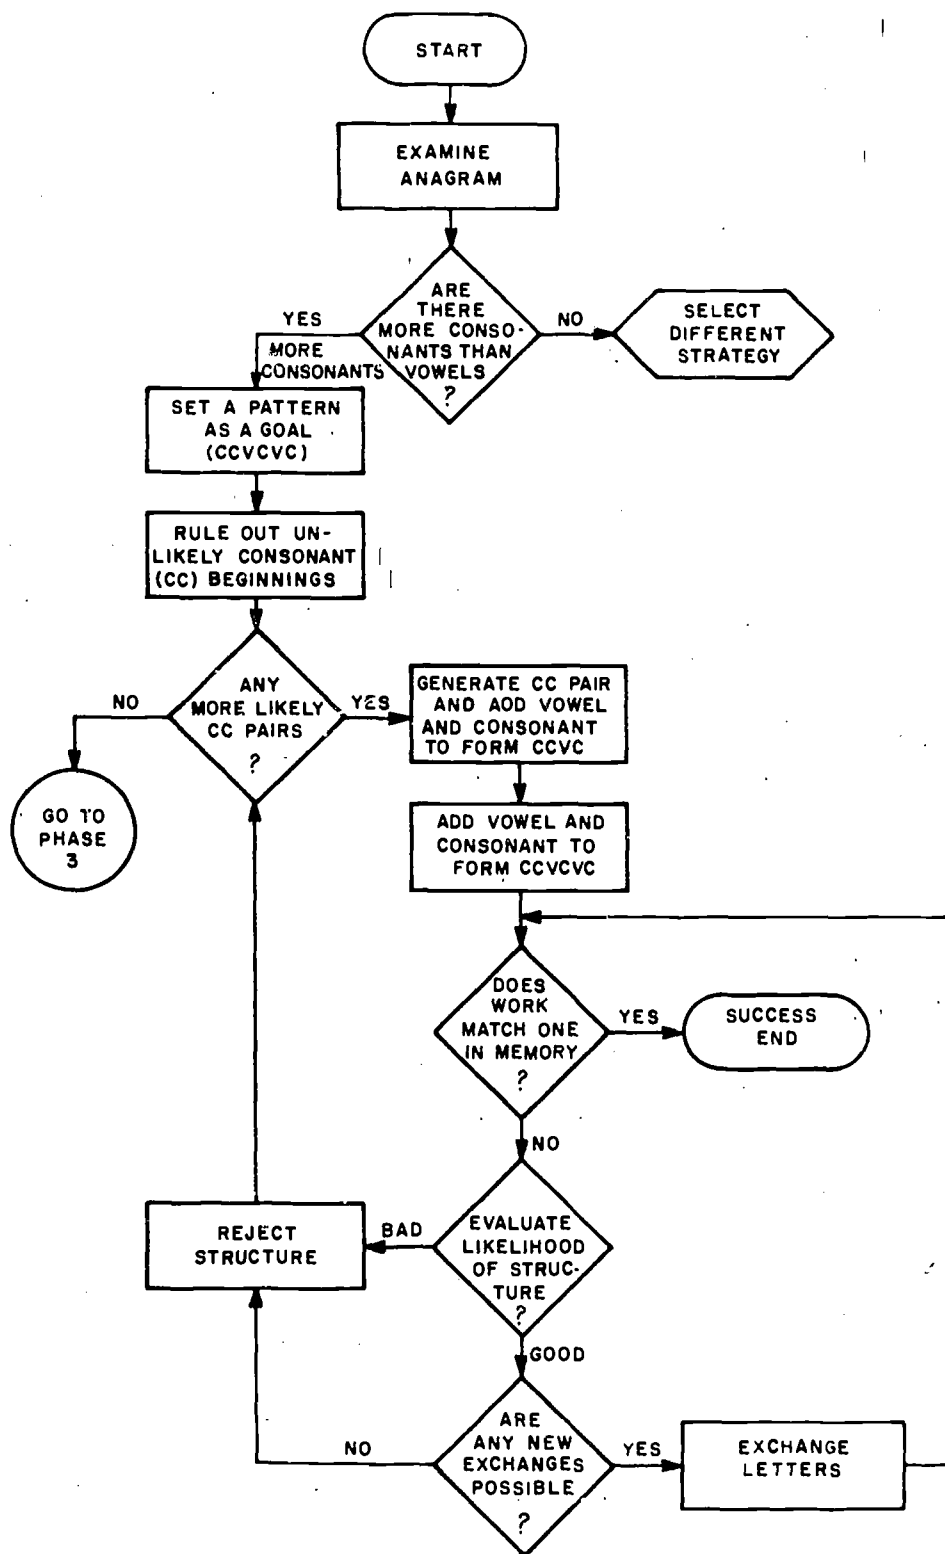 START
EXAMINE
ANAGRAM
ARE
THERE
MORE CONSO-
NANTS THAN
VOWELS
?
YES
MORE
CONSONANTS
NO
SELECT
DIFFERENT
STRATEGY
SET A PATTERN
AS A GOAL
(CCVCVC)
RULE OUT UN-
LIKELY CONSONANT
(CC) BEGINNINGS
ANY
MORE LIKELY
CC PAIRS
?
NO
YES
GO TO
PHASE
3
GENERATE CC PAIR
AND ADD VOWEL
AND CONSONANT
TO FORM CCVC
ADD VOWEL AND
CONSONANT TO
FORM CCVCVC
DOES
WORK
MATCH ONE
IN MEMORY
?
YES
SUCCESS
END
NO
EVALUATE
LIKELIHOOD
OF STRUC-
TURE
?
BAD
REJECT
STRUCTURE
GOOD
ARE
ANY NEW
EXCHANGES
POSSIBLE
?
NO
YES
EXCHANGE
LETTERS